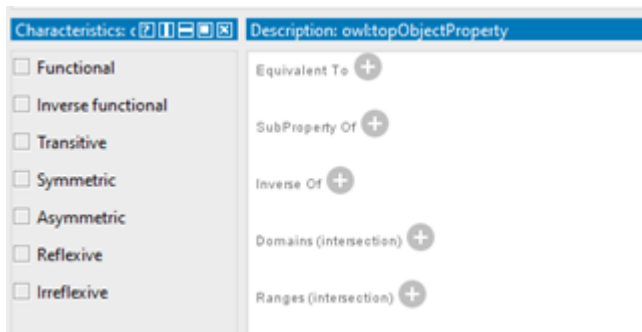 Characteristics: c
Functional
Inverse functional
Transitive
Symmetric
Asymmetric
Reflexive
Irreflexive
Description: owl:topObjectProperty
Equivalent To
SubProperty Of
Inverse Of
Domains (intersection)
Ranges (intersection)